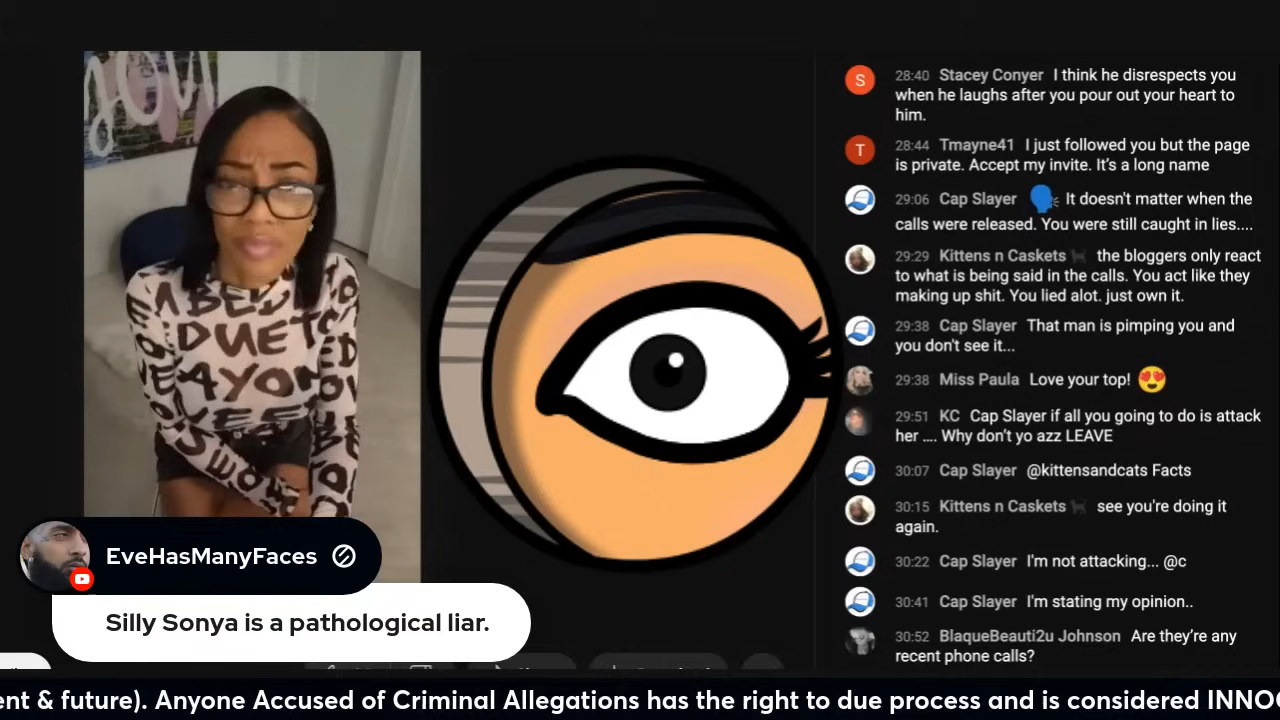 you
ABED
DUE TO
AYON
28:40 Stacey Conyer I think he disrespects you
when he laughs after you pour out your heart to
him.
28:44 Tmayne41 I just followed you but the page
is private. Accept my invite. It's a long name
29:06 Cap Slayer 🗣️ It doesn't matter when the
calls were released. You were still caught in lies....
29:29 Kittens n Caskets 🐈‍⬛ the bloggers only react
to what is being said in the calls. You act like they
making up shit. You lied alot. just own it.
29:38 Cap Slayer That man is pimping you and
you don't see it...
29:38 Miss Paula Love your top! 😍
29:51 KC Cap Slayer if all you going to do is attack
her .... Why don't yo azz LEAVE
30:07 Cap Slayer @kittensandcats Facts
30:15 Kittens n Caskets 🐈‍⬛ see you're doing it
again.
30:22 Cap Slayer I'm not attacking... @c
30:41 Cap Slayer I'm stating my opinion..
30:52 BlaqueBeauti2u Johnson Are they're any
recent phone calls?
S
T
EveHasManyFaces
Silly Sonya is a pathological liar.
ent & future). Anyone Accused of Criminal Allegations has the right to due process and is considered INNO